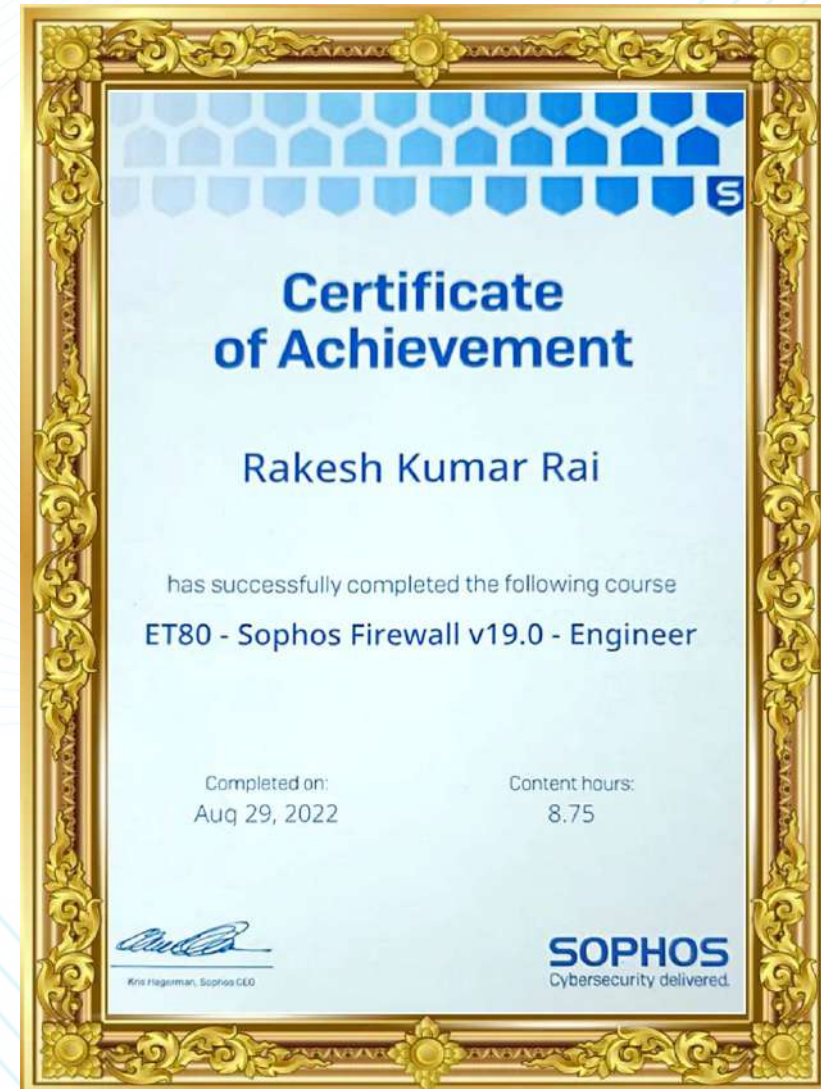 S
Certificate
of Achievement
Rakesh Kumar Rai
has successfully completed the following course
ET80 - Sophos Firewall v19.0 - Engineer
Completed on:
Content hours:
Aug 29, 2022
8.75
Kris Hagerman, Sophos CEO
SOPHOS
Cybersecurity delivered.